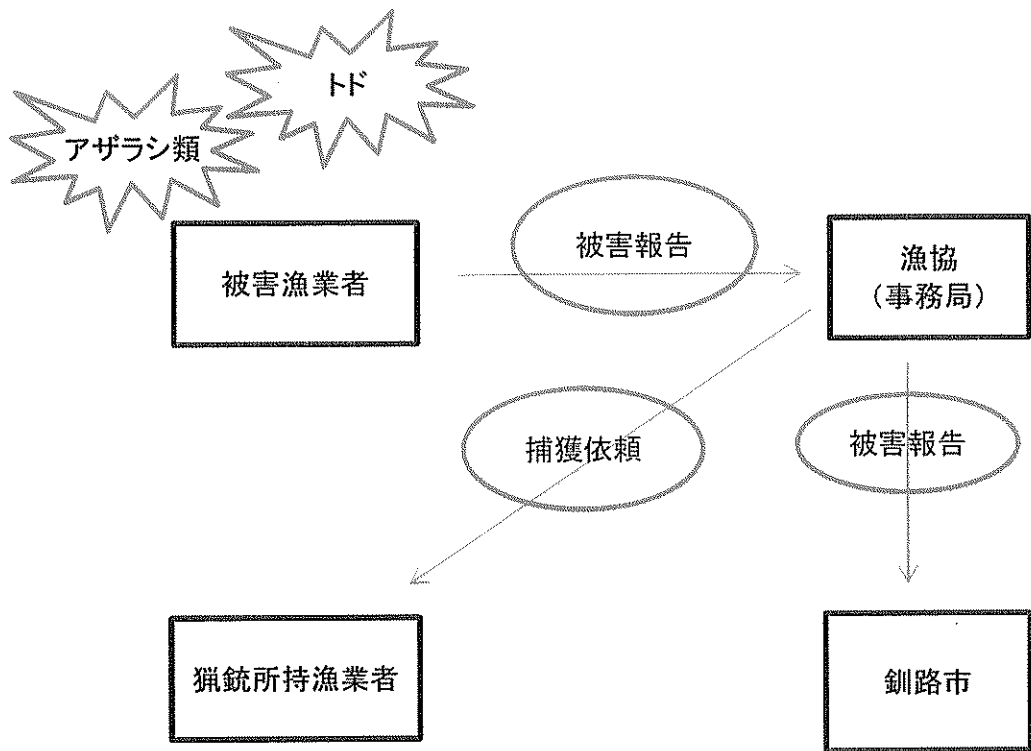 トド
アザラシ類
被害漁業者
被害報告
漁協
(事務局)
捕獲依頼
被害報告
猟銃所持漁業者
釧路市